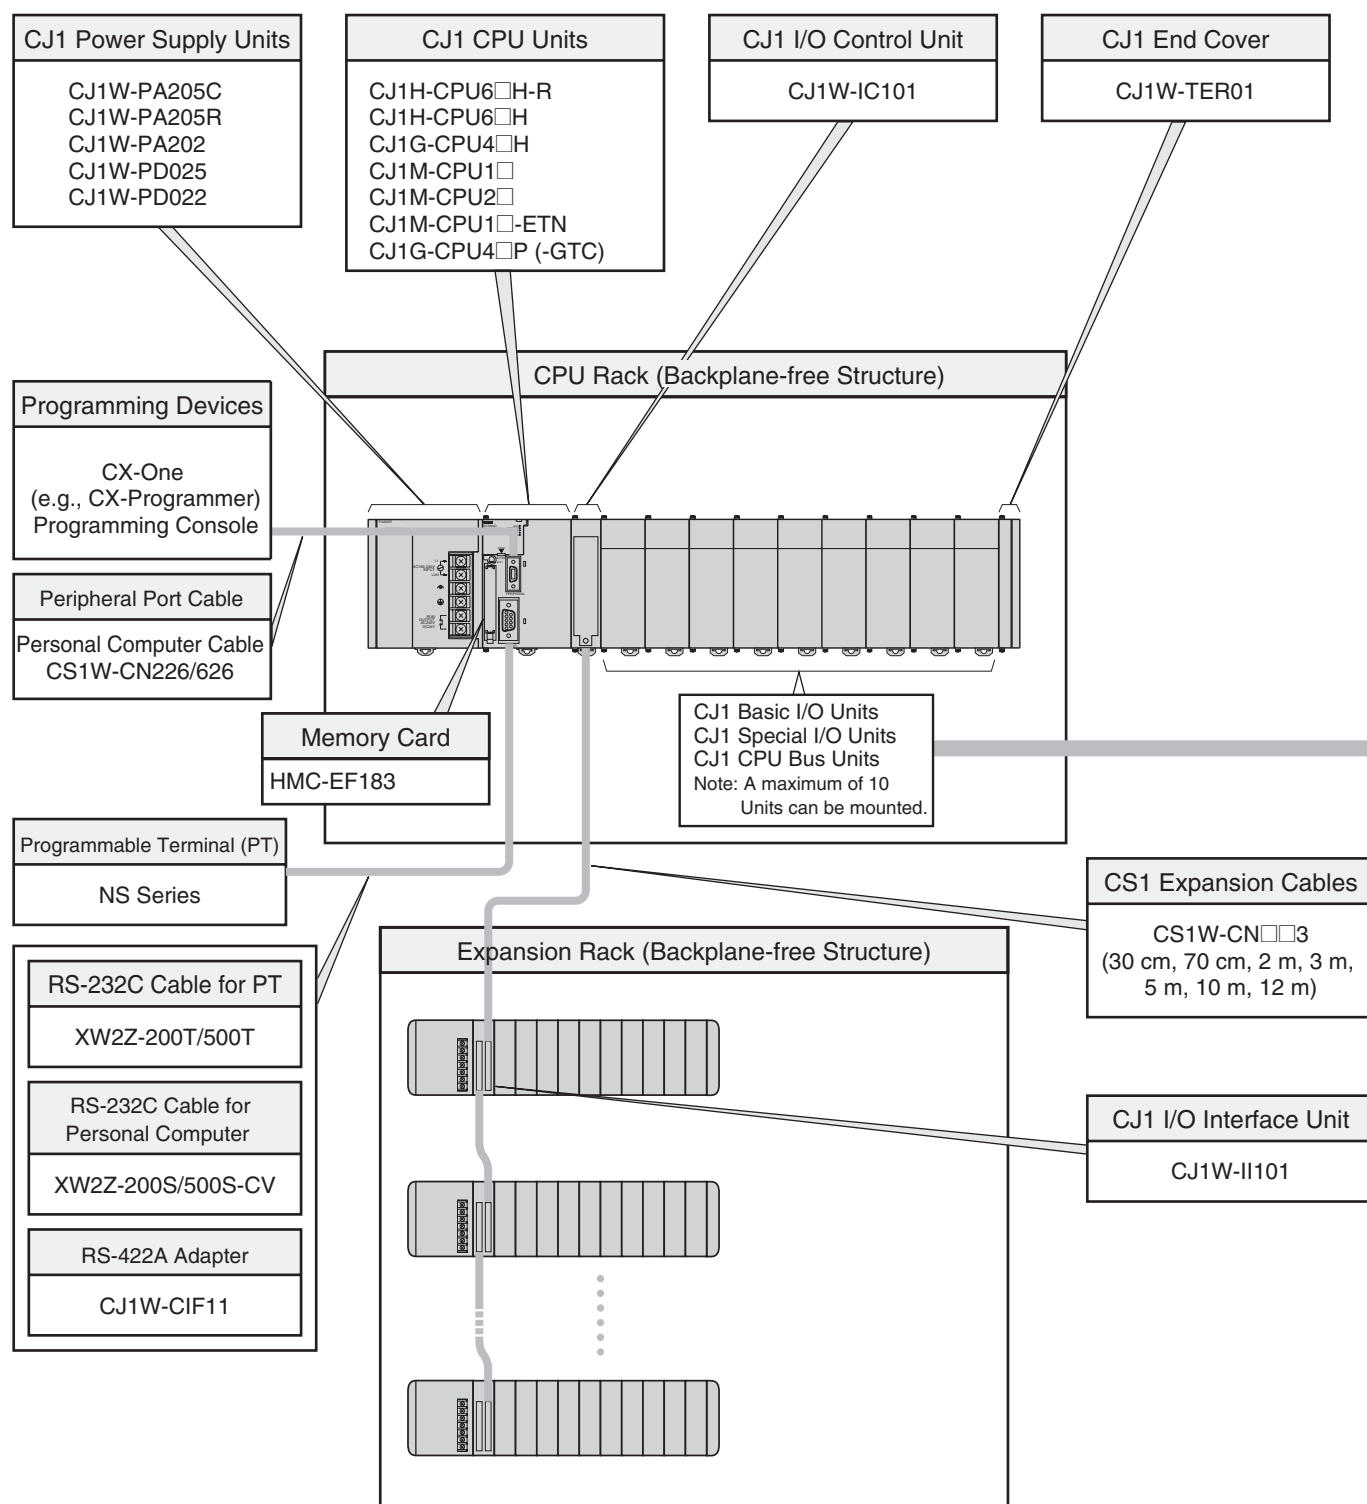 CJ1 Power Supply Units
CJ1W-PA205C
CJ1W-PA205R
CJ1W-PA202
CJ1W-PD025
CJ1W-PD022
CJ1 CPU Units
CJ1H-CPU6□H-R
CJ1H-CPU6□H
CJ1G-CPU4□H
CJ1M-CPU1□
CJ1M-CPU2□
CJ1M-CPU1□-ETN
CJ1G-CPU4□P (-GTC)
CJ1 I/O Control Unit
CJ1W-IC101
CJ1 End Cover
CJ1W-TER01
CPU Rack (Backplane-free Structure)
Programming Devices
CX-One
(e.g., CX-Programmer)
Programming Console
Peripheral Port Cable
Personal Computer Cable
CS1W-CN226/626
Memory Card
HMC-EF183
CJ1 Basic I/O Units
CJ1 Special I/O Units
CJ1 CPU Bus Units
Note: A maximum of 10
Units can be mounted.
Programmable Terminal (PT)
NS Series
CS1 Expansion Cables
CS1W-CN□□3
(30 cm, 70 cm, 2 m, 3 m,
5 m, 10 m, 12 m)
Expansion Rack (Backplane-free Structure)
RS-232C Cable for PT
XW2Z-200T/500T
RS-232C Cable for
Personal Computer
XW2Z-200S/500S-CV
RS-422A Adapter
CJ1W-CIF11
CJ1 I/O Interface Unit
CJ1W-II101